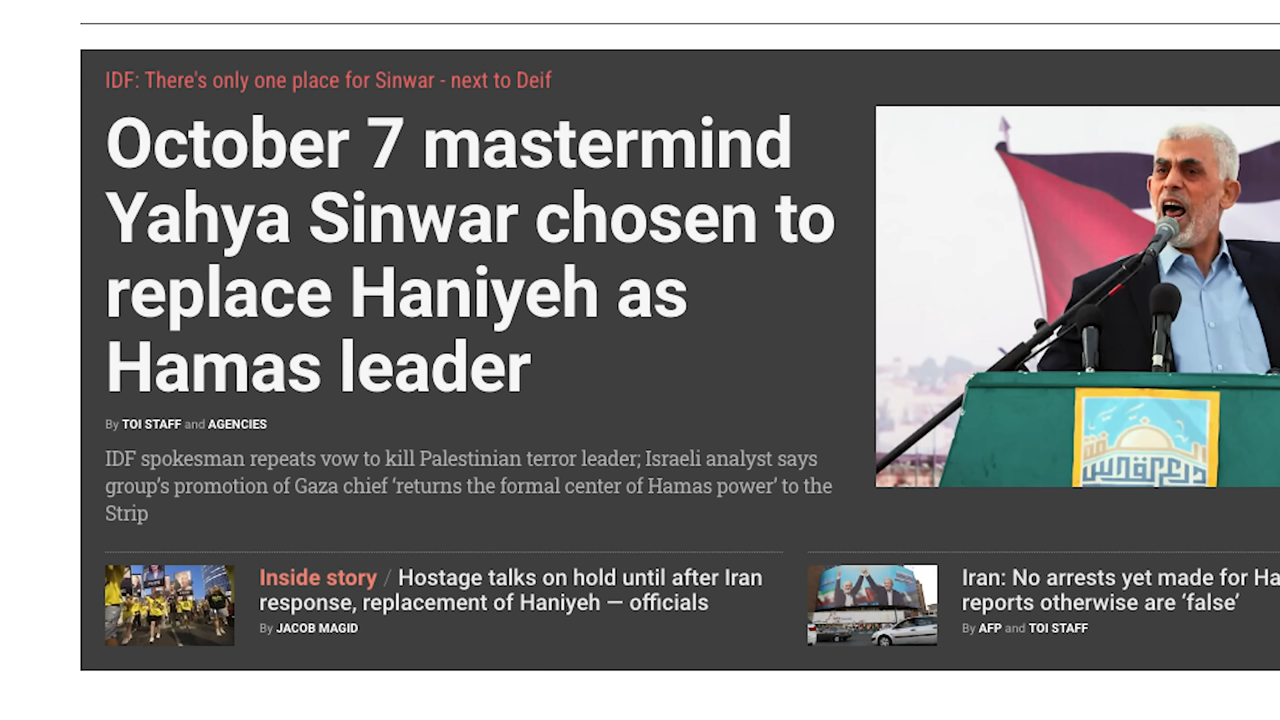 IDF: There's only one place for Sinwar - next to Deif
October 7 mastermind
Yahya Sinwar chosen to
replace Haniyeh as
Hamas leader
By TOI STAFF and AGENCIES
IDF spokesman repeats vow to kill Palestinian terror leader; Israeli analyst says
group's promotion of Gaza chief ‘returns the formal center of Hamas power’ to the
Strip
درع القدس
Inside story / Hostage talks on hold until after Iran
response, replacement of Haniyeh — officials
By JACOB MAGID
Iran: No arrests yet made for Ha
reports otherwise are ‘false’
By AFP and TOI STAFF